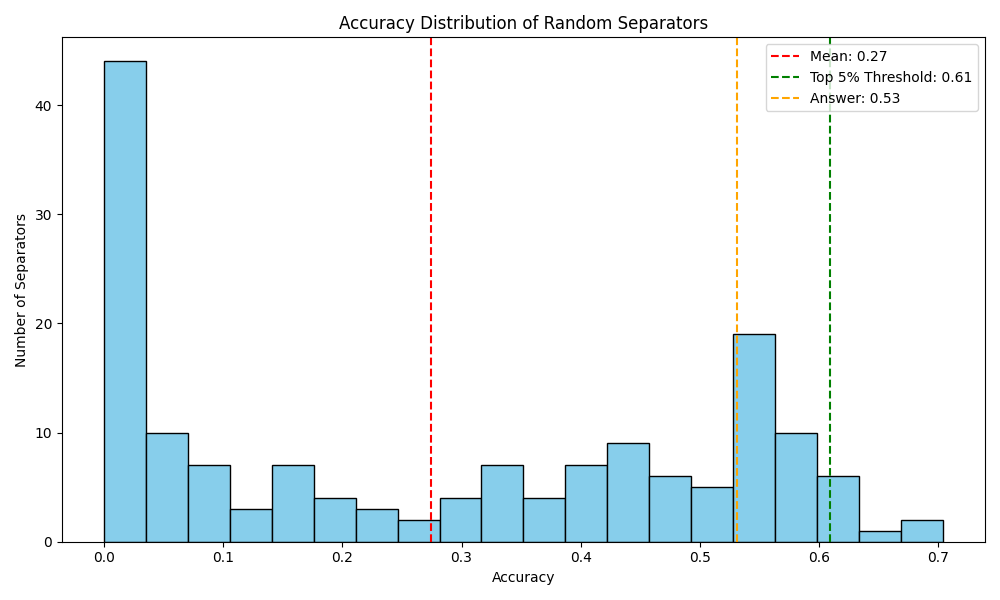 Accuracy Distribution of Random Separators
Mean: 0.27
Top 5% Threshold: 0.61
Answer: 0.53
Number of Separators
40
30
20
10
0
0.0 0.1 0.2 0.3 0.4 0.5 0.6 0.7
Accuracy